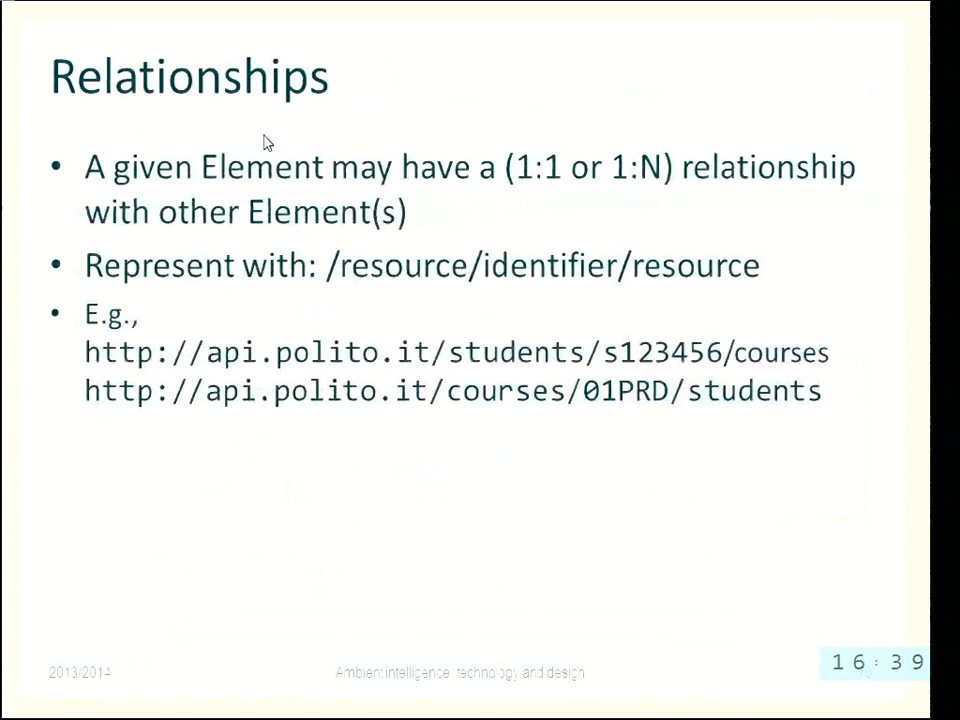 Relationships
• A given Element may have a (1:1 or 1:N) relationship
with other Element(s)
• Represent with: /resource/identifier/resource
• E.g.,
http://api.polito.it/students/s123456/courses
http://api.polito.it/courses/01PRD/students
2013/2014
Ambient intelligence: technology and design
16:39